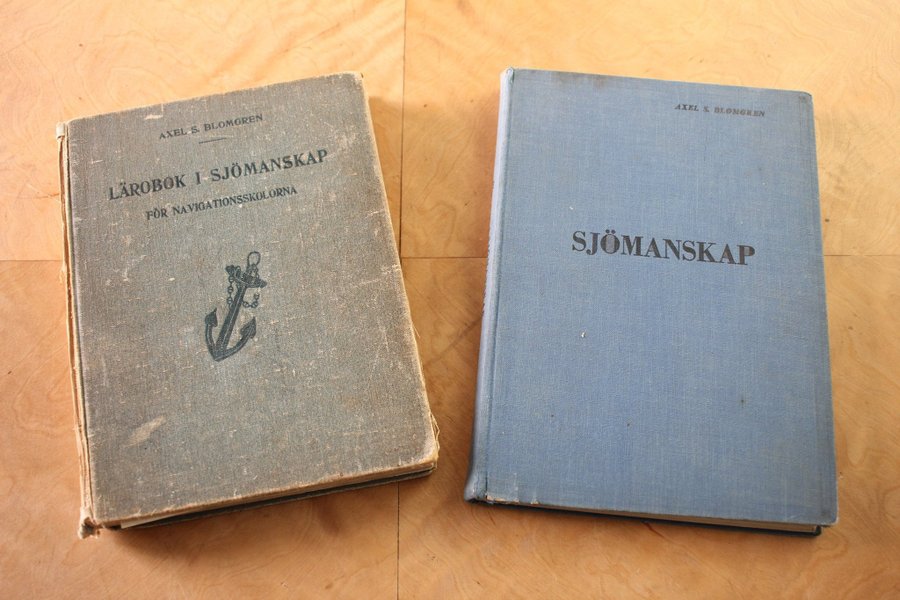 AXEL S. BLOMGREN
LÄROBOK I SJÖMANSKAP
FÖR NAVIGATIONSSKOLORNA
AXEL S. BLOMGREN
SJÖMANSKAP